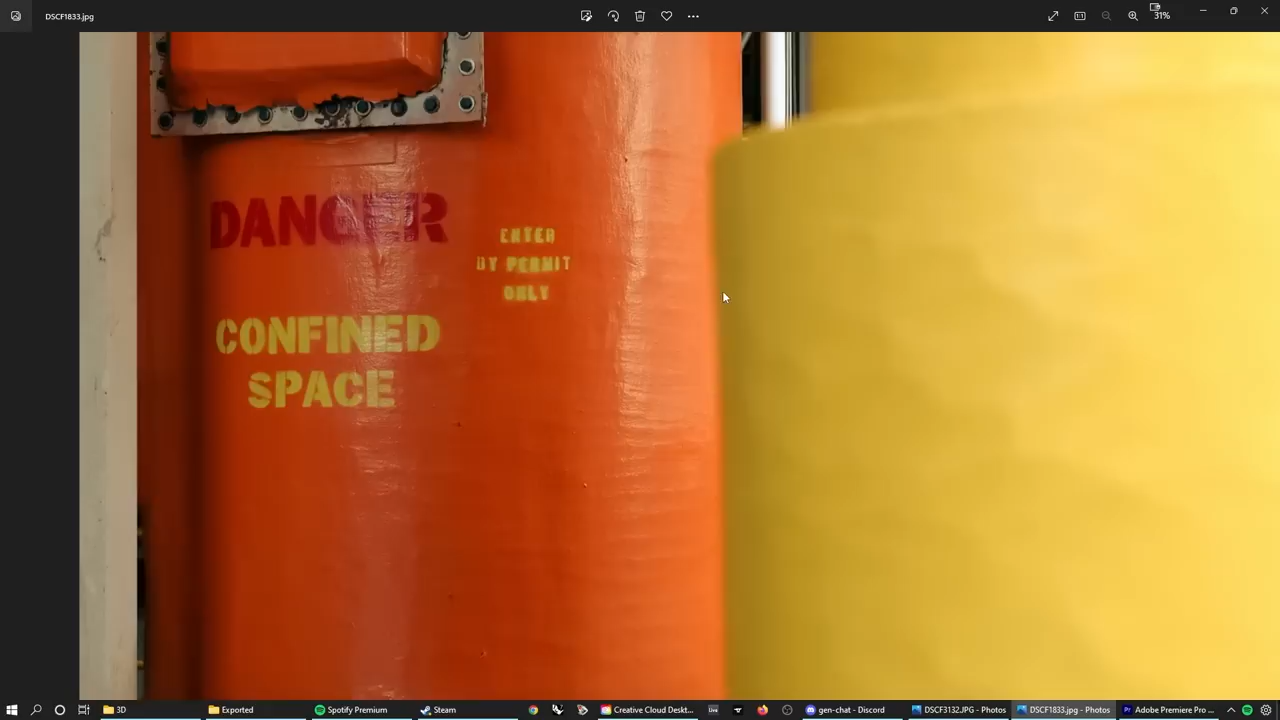 DSCF1833.jpg
31%
DANGER
ENTER
BY PERMIT
ONLY
CONFINED
SPACE
3D
Exported
Spotify Premium
Steam
Creative Cloud Deskt...
gen-chat - Discord
DSCF3132.JPG - Photos
DSCF1833.jpg - Photos
Adobe Premiere Pro ...